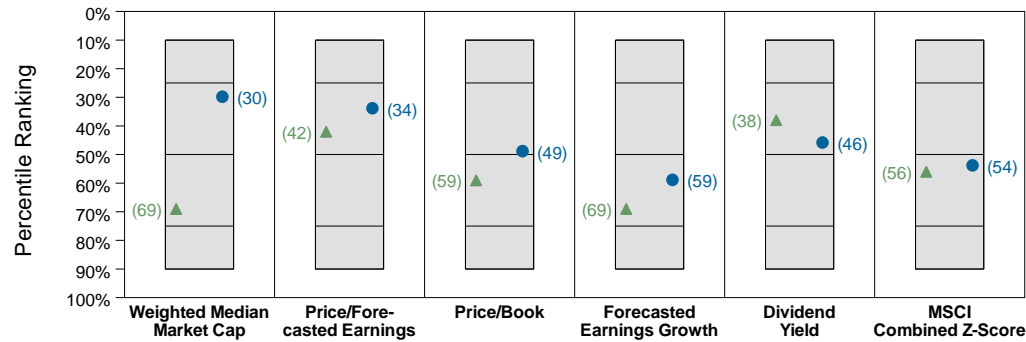 0%
10%
20%
30%
40%
50%
60%
70%
80%
90%
100%
Percentile Ranking
(69)
(30)
(42)
(34)
(59)
(49)
(69)
(59)
(38)
(46)
(56)
(54)
Weighted Median
Market Cap
Price/Fore-
casted Earnings
Price/Book
Forecasted
Earnings Growth
Dividend
Yield
MSCI
Combined Z-Score